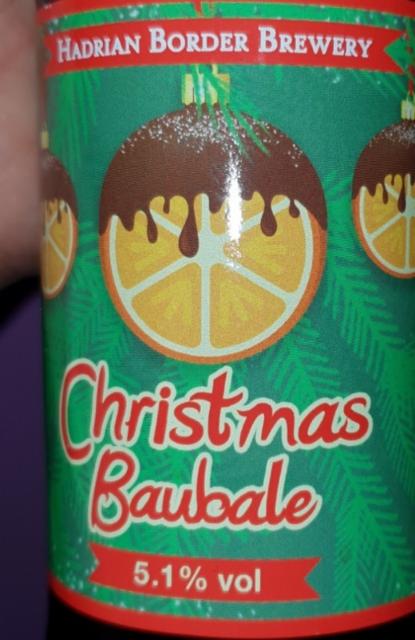 HADRIAN BORDER BREWERY
Christmas
Baubale
5.1% vol